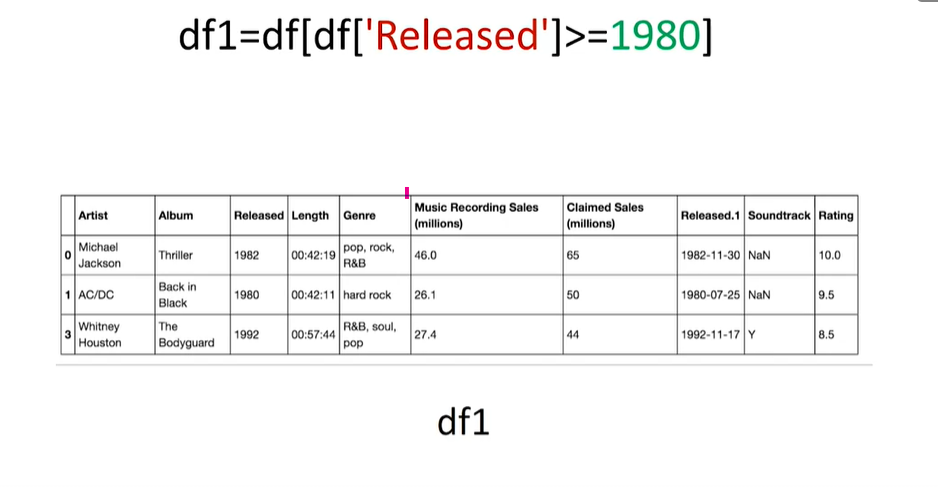 df1=df[df['Released']>=1980]
Artist Album Released Length Genre Music Recording Sales (millions) Claimed Sales (millions) Released.1 Soundtrack Rating
0 Michael Jackson Thriller 1982 00:42:19 pop, rock, R&B 46.0 65 1982-11-30 NaN 10.0
1 AC/DC Back in Black 1980 00:42:11 hard rock 26.1 50 1980-07-25 NaN 9.5
3 Whitney Houston The Bodyguard 1992 00:57:44 R&B, soul, pop 27.4 44 1992-11-17 Y 8.5
df1